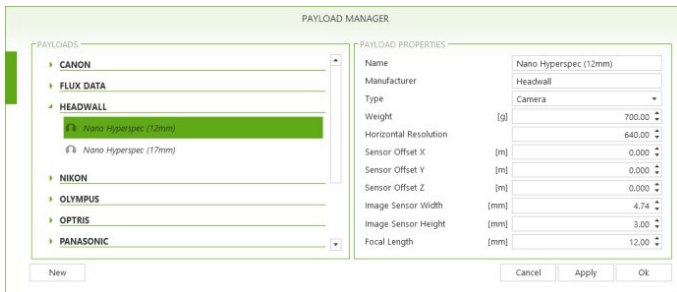 PAYLOAD MANAGER
PAYLOADS
CANON
FLUX DATA
HEADWALL
Nano Hyperspec (12mm)
Nano Hyperspec (17mm)
NIKON
OLYMPUS
OPTRIS
PANASONIC
New
PAYLOAD PROPERTIES
Name Nano Hyperspec (12mm)
Manufacturer Headwall
Type Camera
Weight [g] 700.00
Horizontal Resolution 640.00
Sensor Offset X [m] 0.000
Sensor Offset Y [m] 0.000
Sensor Offset Z [m] 0.000
Image Sensor Width [mm] 4.74
Image Sensor Height [mm] 3.00
Focal Length [mm] 12.00
Cancel Apply Ok